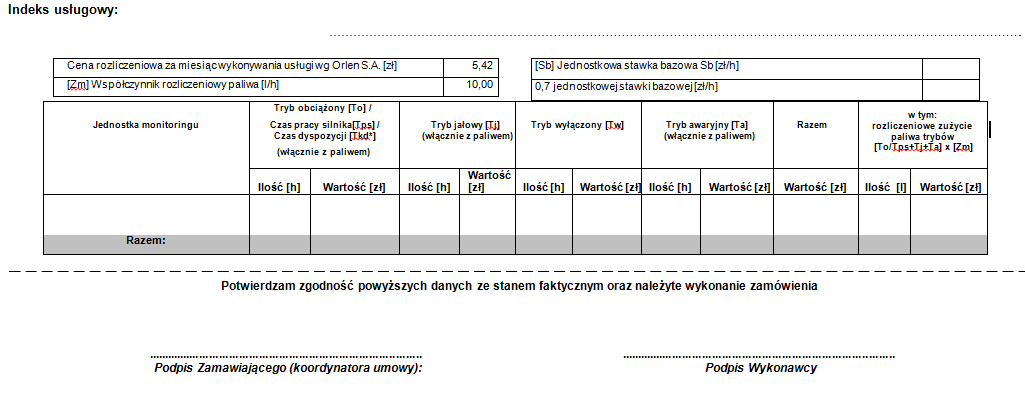 Indeks usługowy:
Cena rozliczeniowa za miesiąc wykonywania usługi wg Orlen S.A. [zł] 5,42
[Zm] Współczynnik rozliczeniowy paliwa [l/h] 10,00
[Sb] Jednostkowa stawka bazowa Sb [zł/h]
0,7 jednostkowej stawki bazowej [zł/h]
Jednostka monitoringu
Tryb obciążony [To] /
Czas pracy silnika[Tps] /
Czas dyspozycji [Tkd*]
(włącznie z paliwem)
Tryb jałowy [Tj]
(włącznie z paliwem)
Tryb wyłączony [Tw]
Tryb awaryjny [Ta]
(włącznie z paliwem)
Razem
w tym:
rozliczeniowe zużycie
paliwa trybów
[To/Tps+Tj+Ta] x [Zm]
Ilość [h] Wartość [zł] Ilość [h] Wartość [zł] Ilość [h] Wartość [zł] Ilość [h] Wartość [zł] Wartość [zł] Ilość [l] Wartość [zł]
Razem:
Potwierdzam zgodność powyższych danych ze stanem faktycznym oraz należyte wykonanie zamówienia
Podpis Zamawiającego (koordynatora umowy):
Podpis Wykonawcy